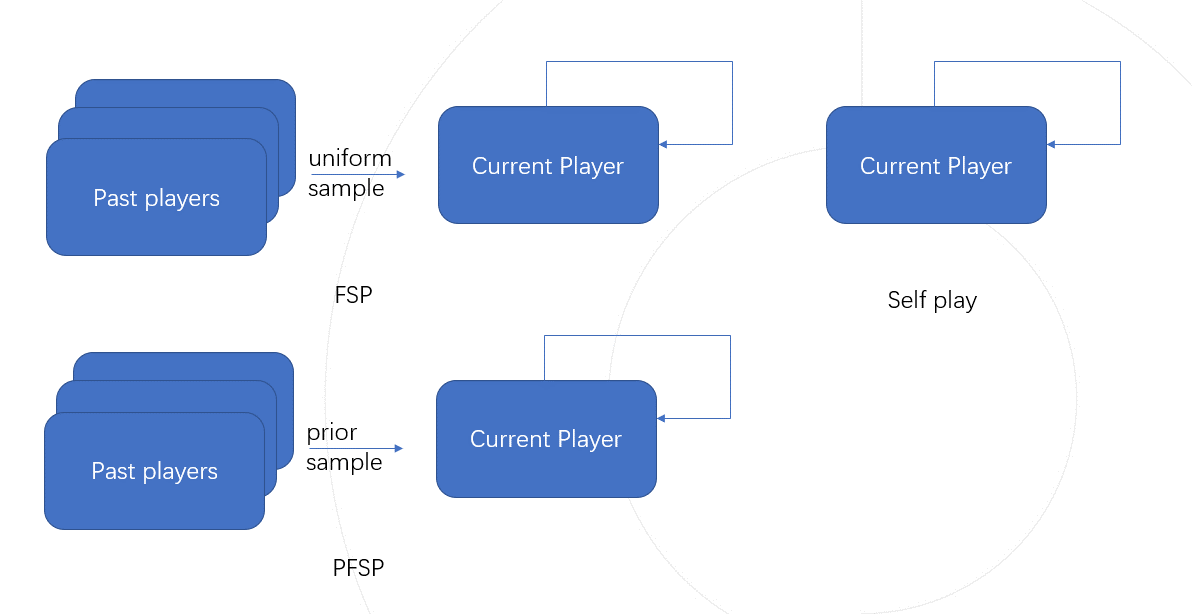 Past players
uniform
sample
Current Player
FSP
Current Player
Self play
Past players
prior
sample
Current Player
PFSP